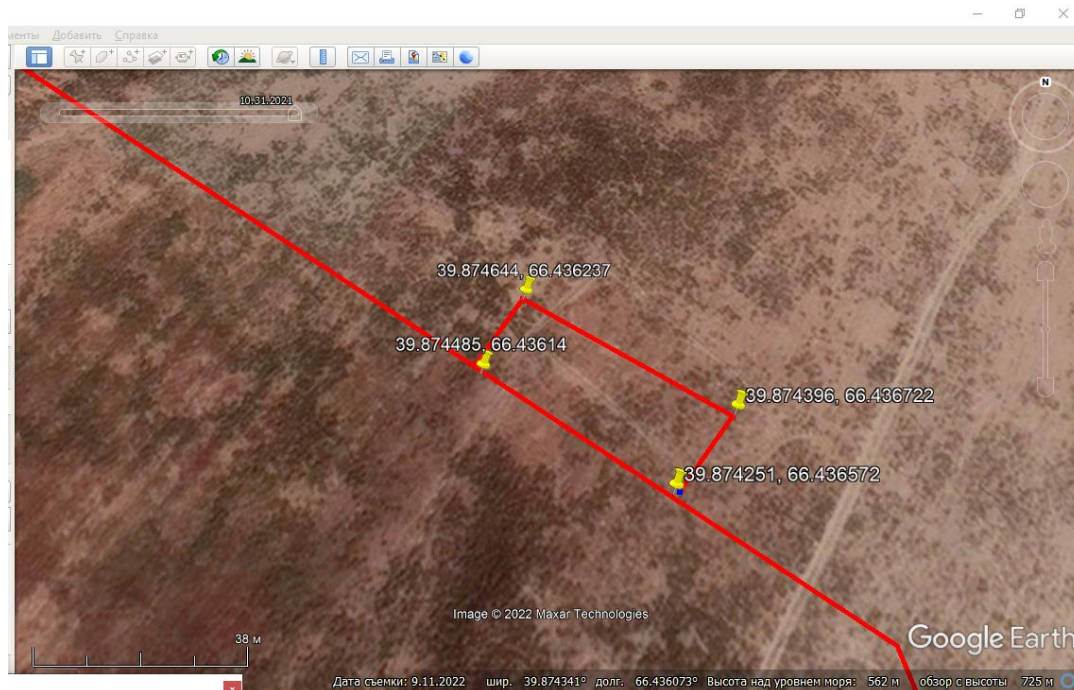 менты Добавить Справка
10.31.2021
N
39.874644, 66.436237
39.874485, 66.43614
39.874396, 66.436722
39.874251, 66.436572
Image © 2022 Maxar Technologies
Google Earth
38 м
Дата съемки: 9.11.2022 шир. 39.874341° долг. 66.436073° Высота над уровнем моря: 562 м обзор с высоты 725 м